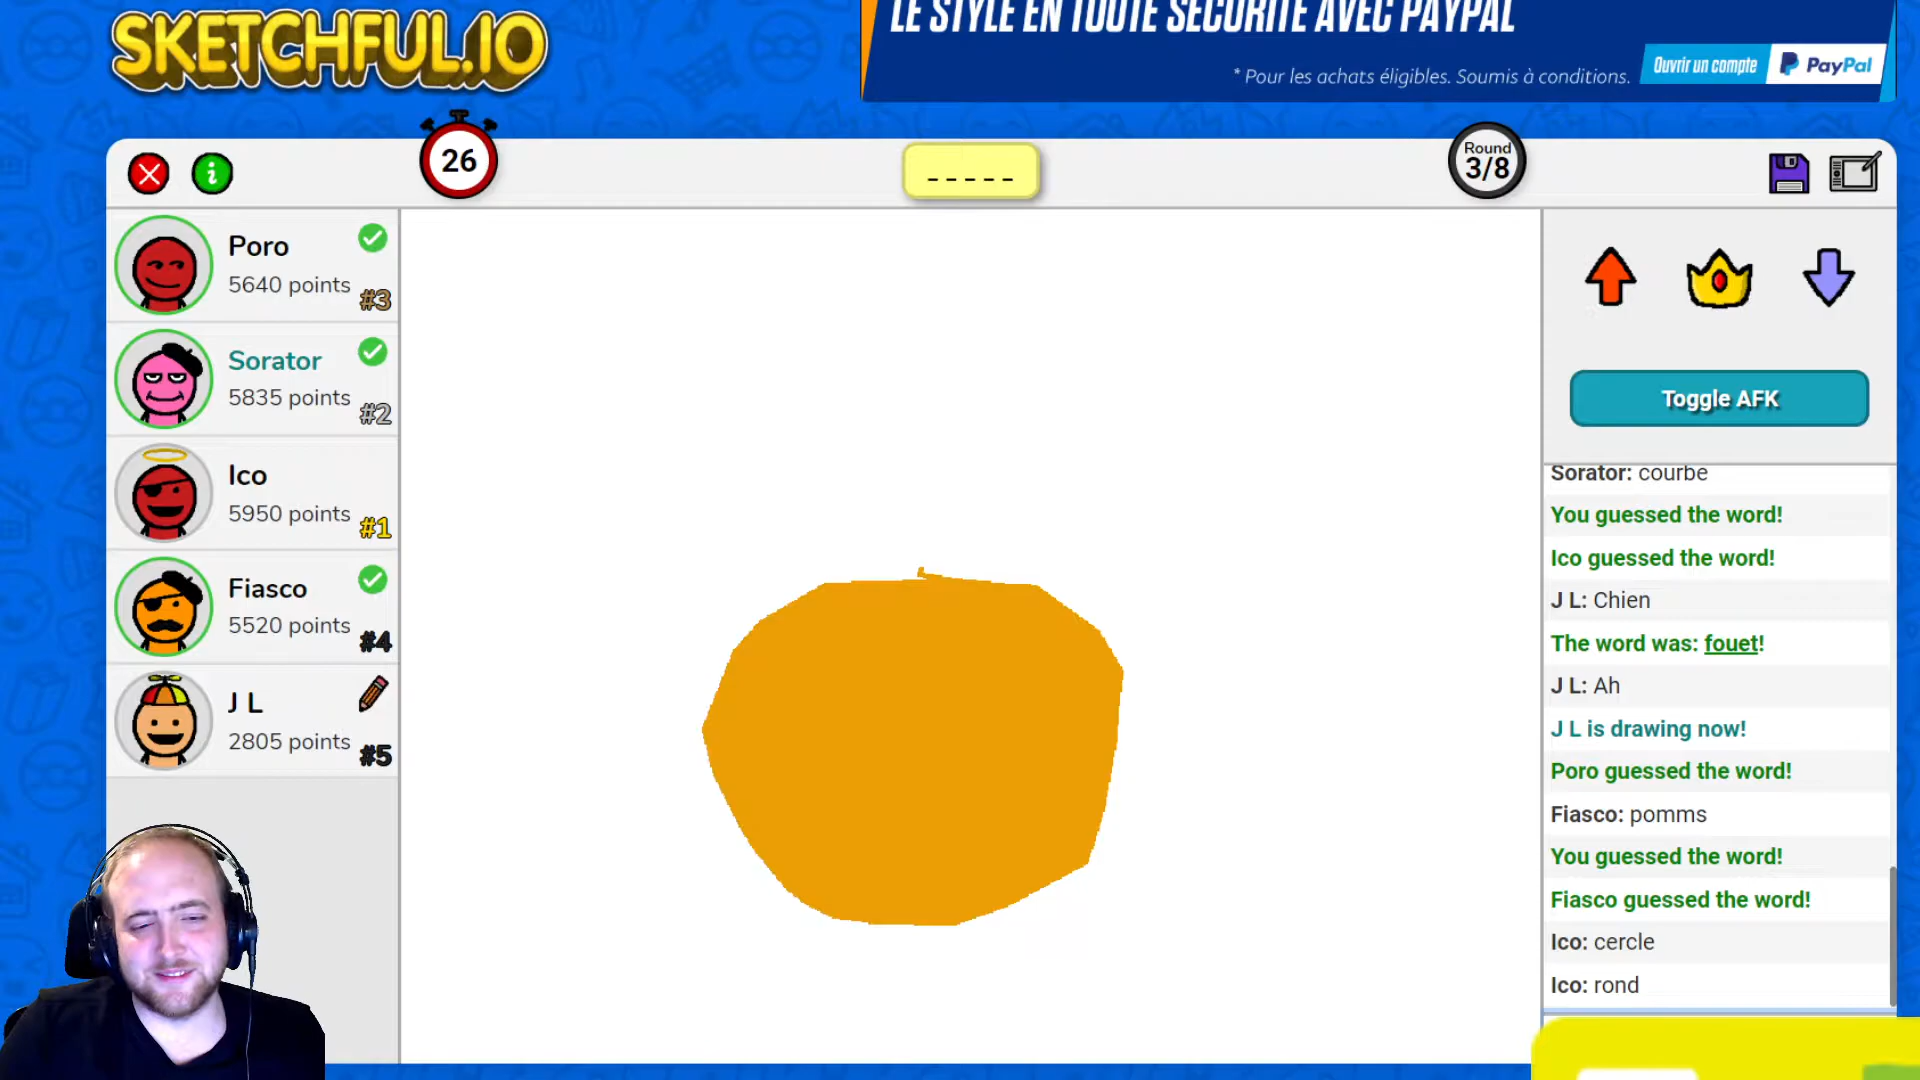 SKETCHFUL.IO
LE STYLE EN TOUTE SÉCURITÉ AVEC PAYPAL
* Pour les achats éligibles. Soumis à conditions.
Ouvrir un compte
PayPal
26
_ _ _ _ _
Round
3/8
Poro
5640 points
#3
Sorator
5835 points
#2
Ico
5950 points
#1
Fiasco
5520 points
#4
J L
2805 points
#5
Toggle AFK
Sorator: courbe
You guessed the word!
Ico guessed the word!
J L: Chien
The word was: fouet!
J L: Ah
J L is drawing now!
Poro guessed the word!
Fiasco: pomms
You guessed the word!
Fiasco guessed the word!
Ico: cercle
Ico: rond